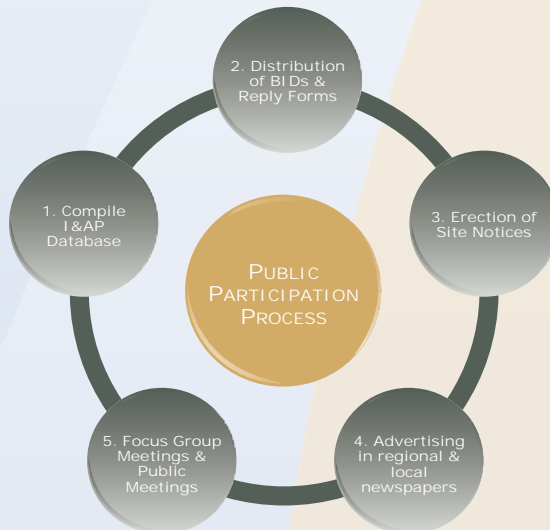 2. Distribution
of BIDs &
Reply Forms
1. Compile
I&AP
Database
3. Erection of
Site Notices
PUBLIC
PARTICIPATION
PROCESS
5. Focus Group
Meetings &
Public
Meetings
4. Advertising
in regional &
local
newspapers